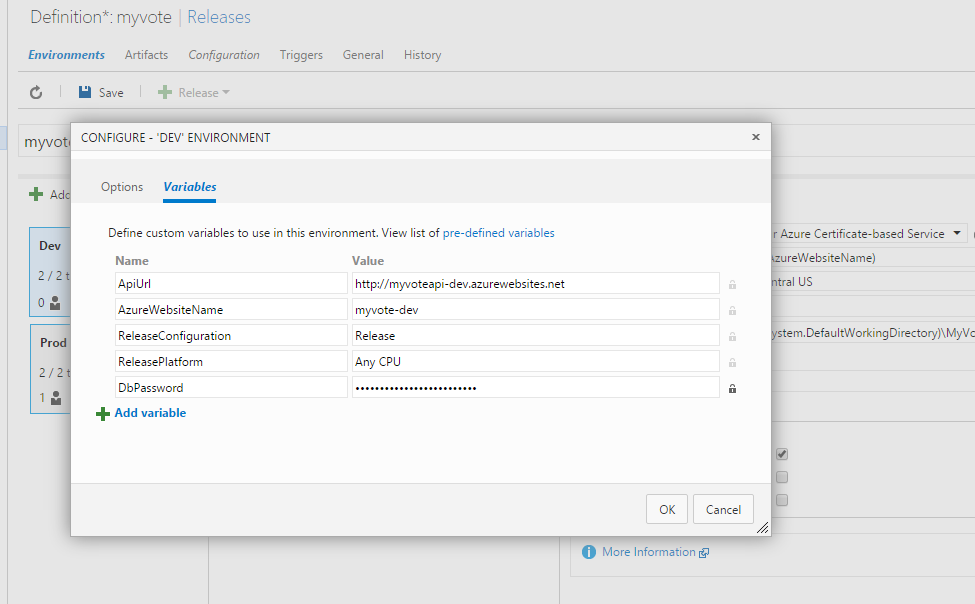 Definition*: myvote | Releases
Environments Artifacts Configuration Triggers General History
Save Release
myvote
CONFIGURE - 'DEV' ENVIRONMENT
Options Variables
Define custom variables to use in this environment. View list of pre-defined variables
Name Value
ApiUrl http://myvoteapi-dev.azurewebsites.net
AzureWebsiteName myvote-dev
ReleaseConfiguration Release
ReleasePlatform Any CPU
DbPassword •••••••••••••••••••••••••
Add variable
OK Cancel
Add
Dev
2 / 2 t
0
Prod
2 / 2 t
1
r Azure Certificate-based Service
AzureWebsiteName)
ntral US
ystem.DefaultWorkingDirectory)\MyVo
More Information